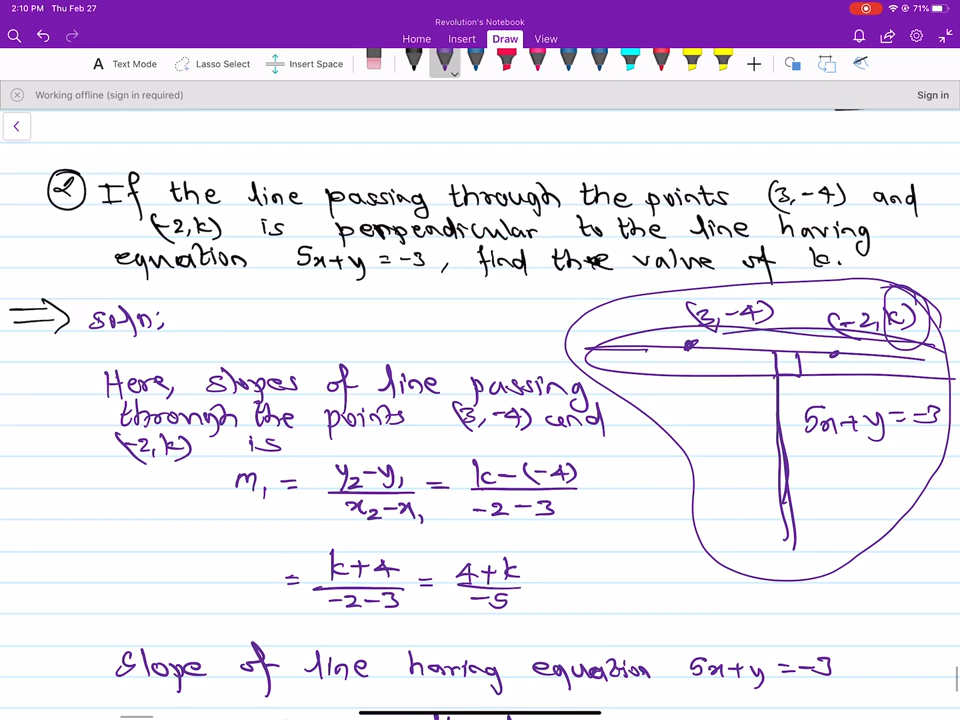 2:10 PM Thu Feb 27
71%
Revolution's Notebook
Home Insert Draw View
A Text Mode Lasso Select Insert Space
Working offline (sign in required) Sign in
② If the line passing through the points (3,-4) and
(-2,k) is perpendicular to the line having
equation 5x+y=-3, find the value of k.
⇒ Soln:
(3,-4) (-2,k)
5x+y=-3
Here, slopes of line passing
through the points (3,-4) and
(-2,k) is
m₁ = (y₂-y₁)/(x₂-x₁) = (k-(-4))/(-2-3)
= (k+4)/(-2-3) = (4+k)/(-5)
Slope of line having equation 5x+y=-3